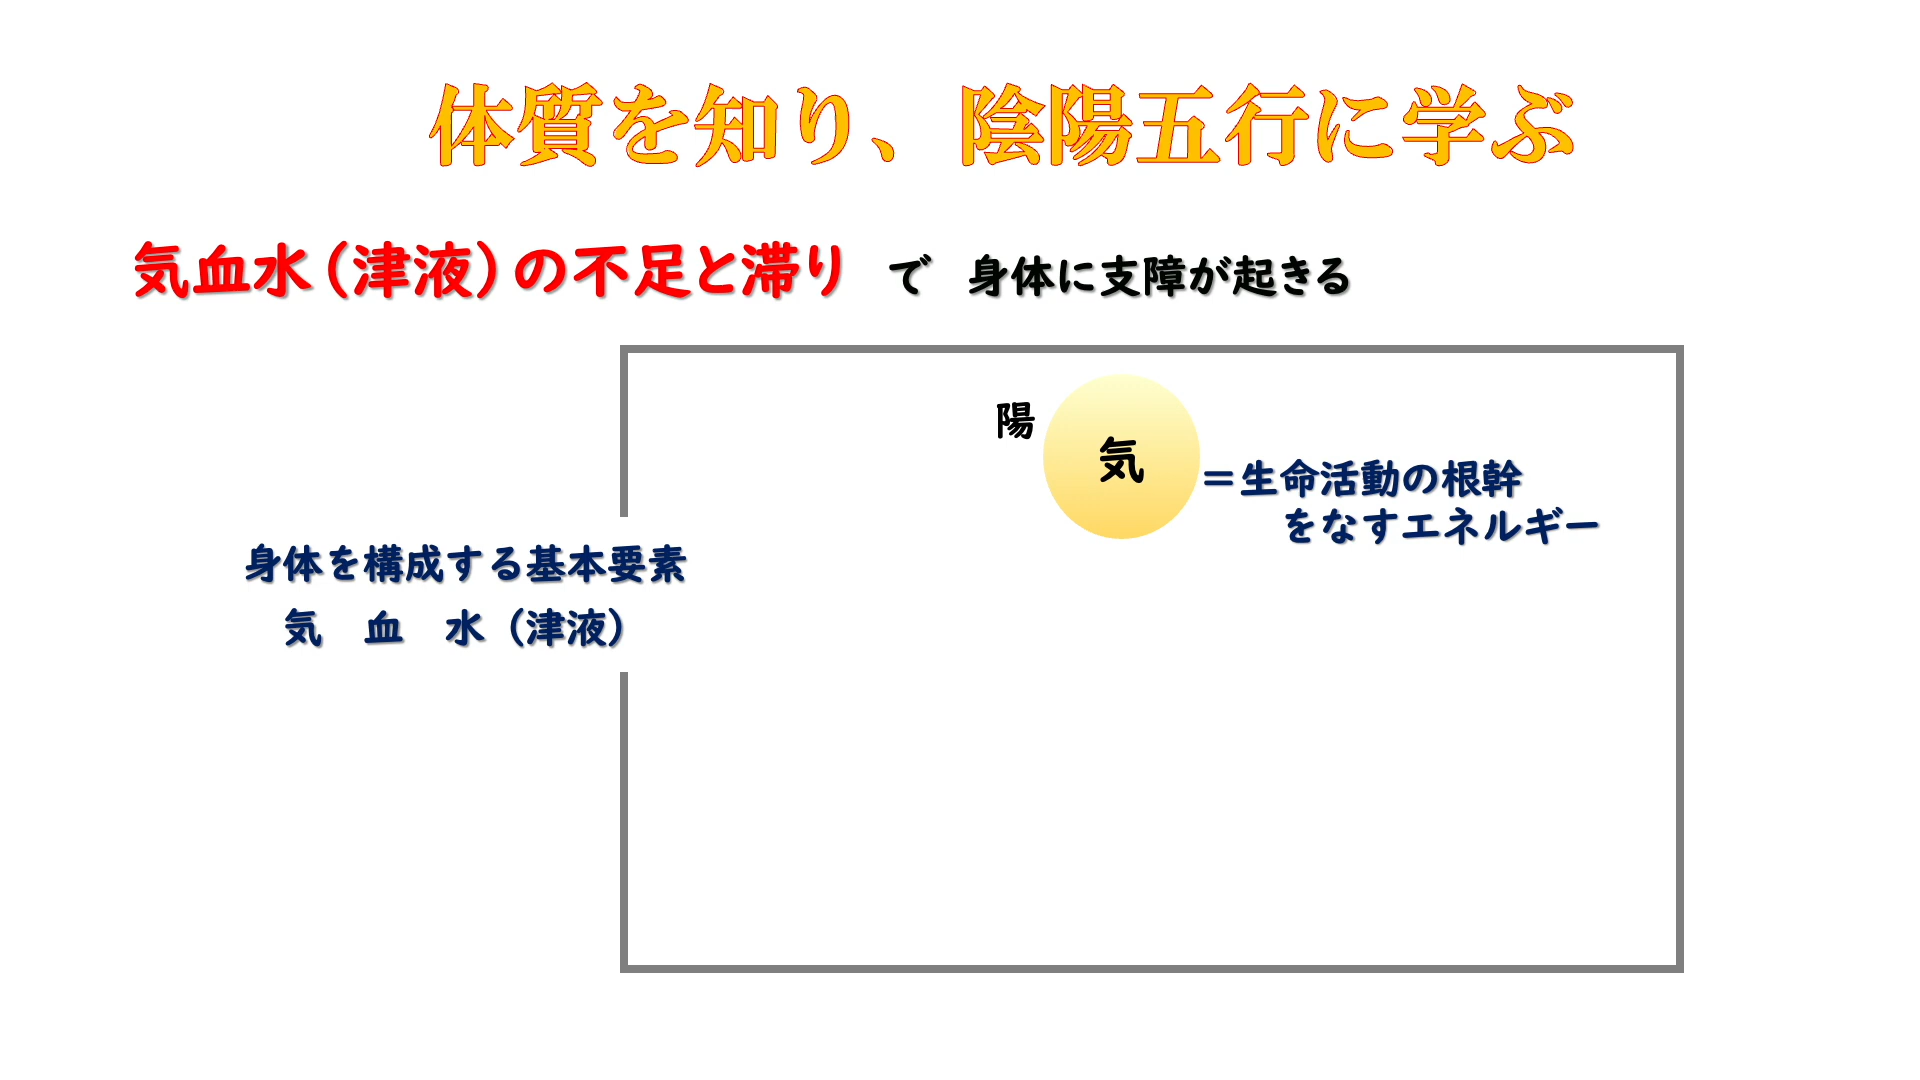 体質を知り、陰陽五行に学ぶ
気血水（津液）の不足と滞り　で　身体に支障が起きる
陽
気
＝生命活動の根幹
をなすエネルギー
身体を構成する基本要素
気　血　水（津液）